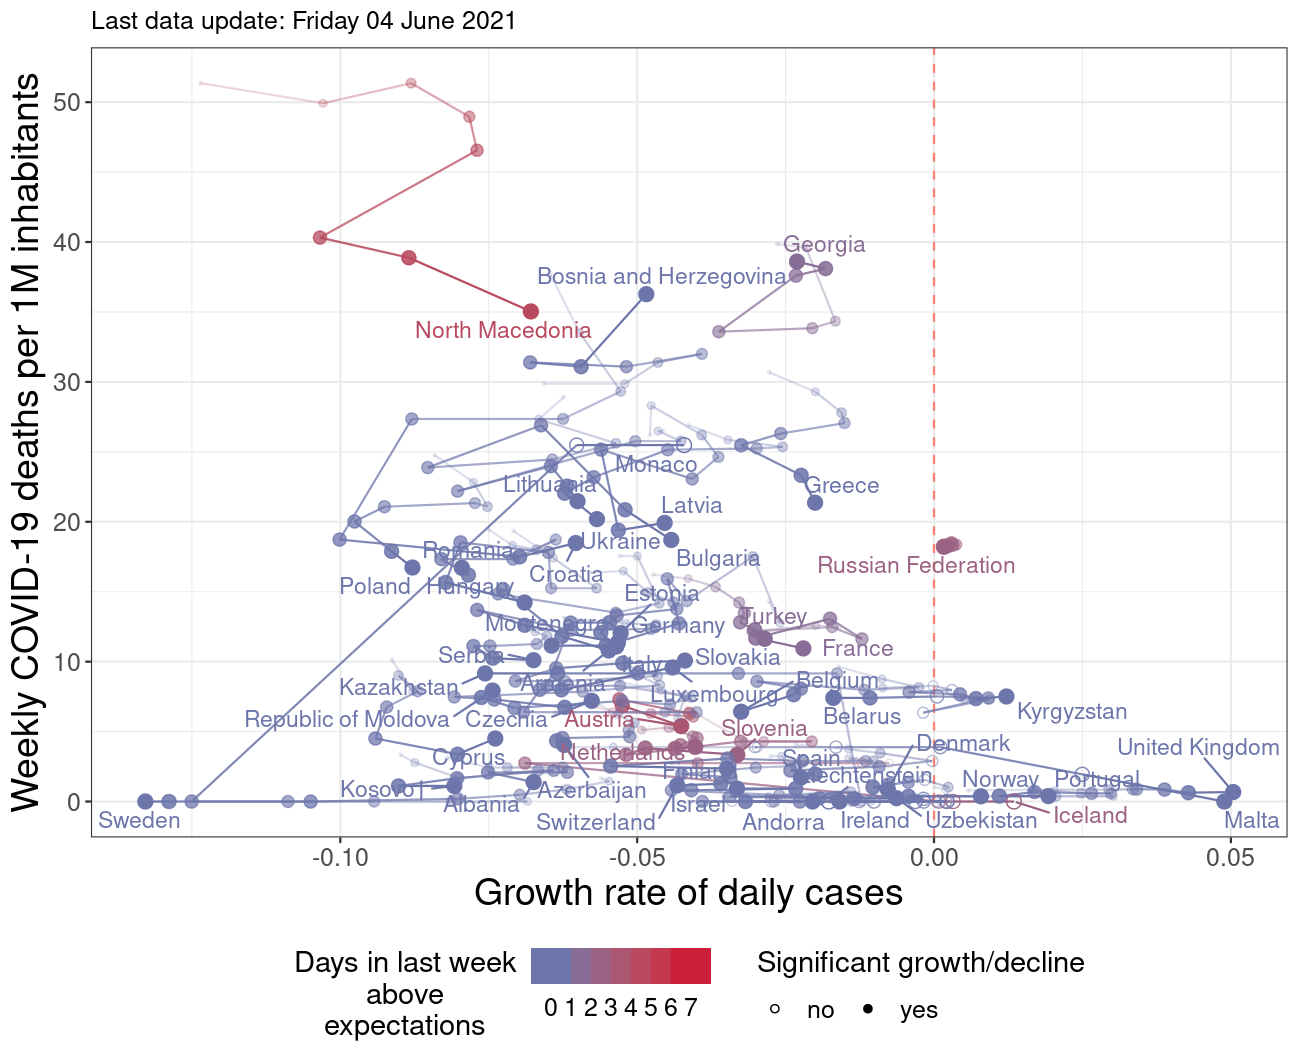 Last data update: Friday 04 June 2021
Weekly COVID-19 deaths per 1M inhabitants
50
40
30
20
10
0
Georgia
Bosnia and Herzegovina
North Macedonia
Monaco
Lithuania
Greece
Latvia
Ukraine
Romania
Bulgaria
Russian Federation
Croatia
Poland
Hungary
Estonia
Turkey
Montenegro
Germany
France
Serbia
Italy
Slovakia
Kazakhstan
Armenia
Luxembourg
Belgium
Republic of Moldova
Czechia
Austria
Belarus
Kyrgyzstan
Slovenia
Netherlands
Denmark
United Kingdom
Cyprus
Spain
Finland
Liechtenstein
Norway
Portugal
Kosovo
Azerbaijan
Albania
Israel
Iceland
Sweden
Switzerland
Andorra
Ireland
Uzbekistan
Malta
-0.10
-0.05
0.00
0.05
Growth rate of daily cases
Days in last week
above
expectations
0 1 2 3 4 5 6 7
Significant growth/decline
no
yes